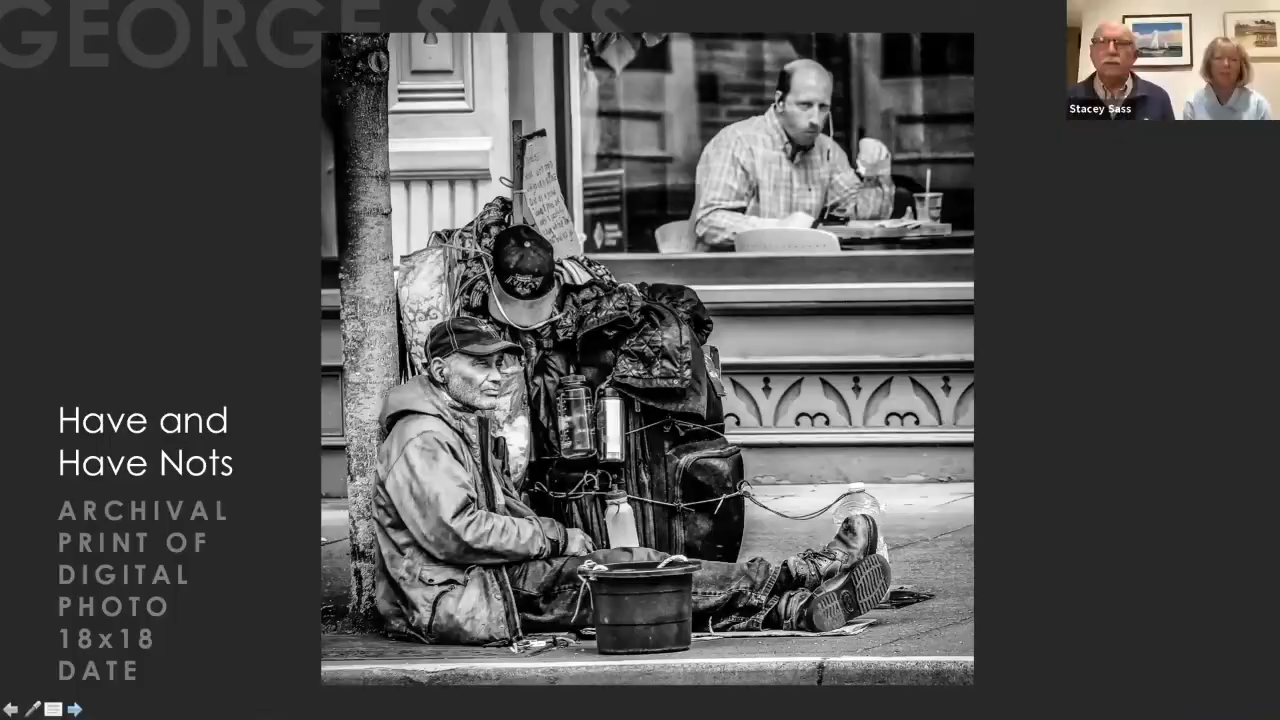 GEORGE SASS
Stacey Sass
Have and
Have Nots
ARCHIVAL
PRINT OF
DIGITAL
PHOTO
18x18
DATE